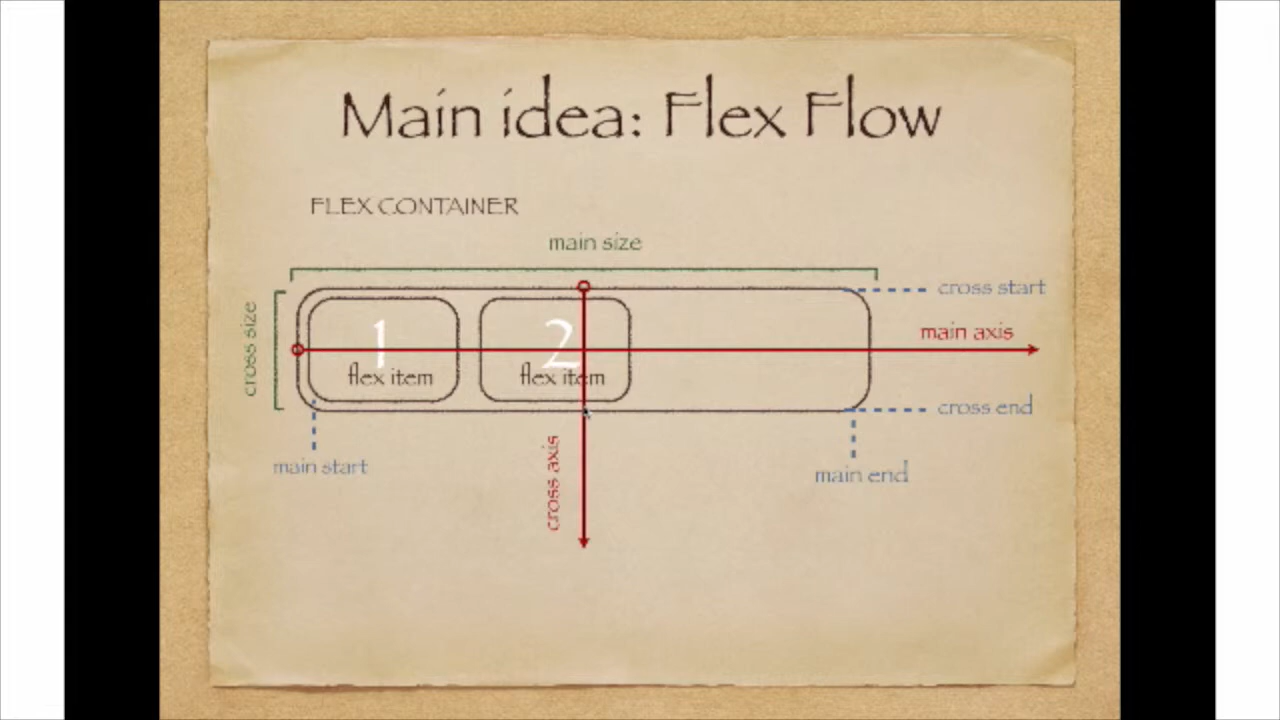 Main idea: Flex Flow
FLEX CONTAINER
main size
cross size
cross start
main axis
1
flex item
2
flex item
cross end
main start
cross axis
main end